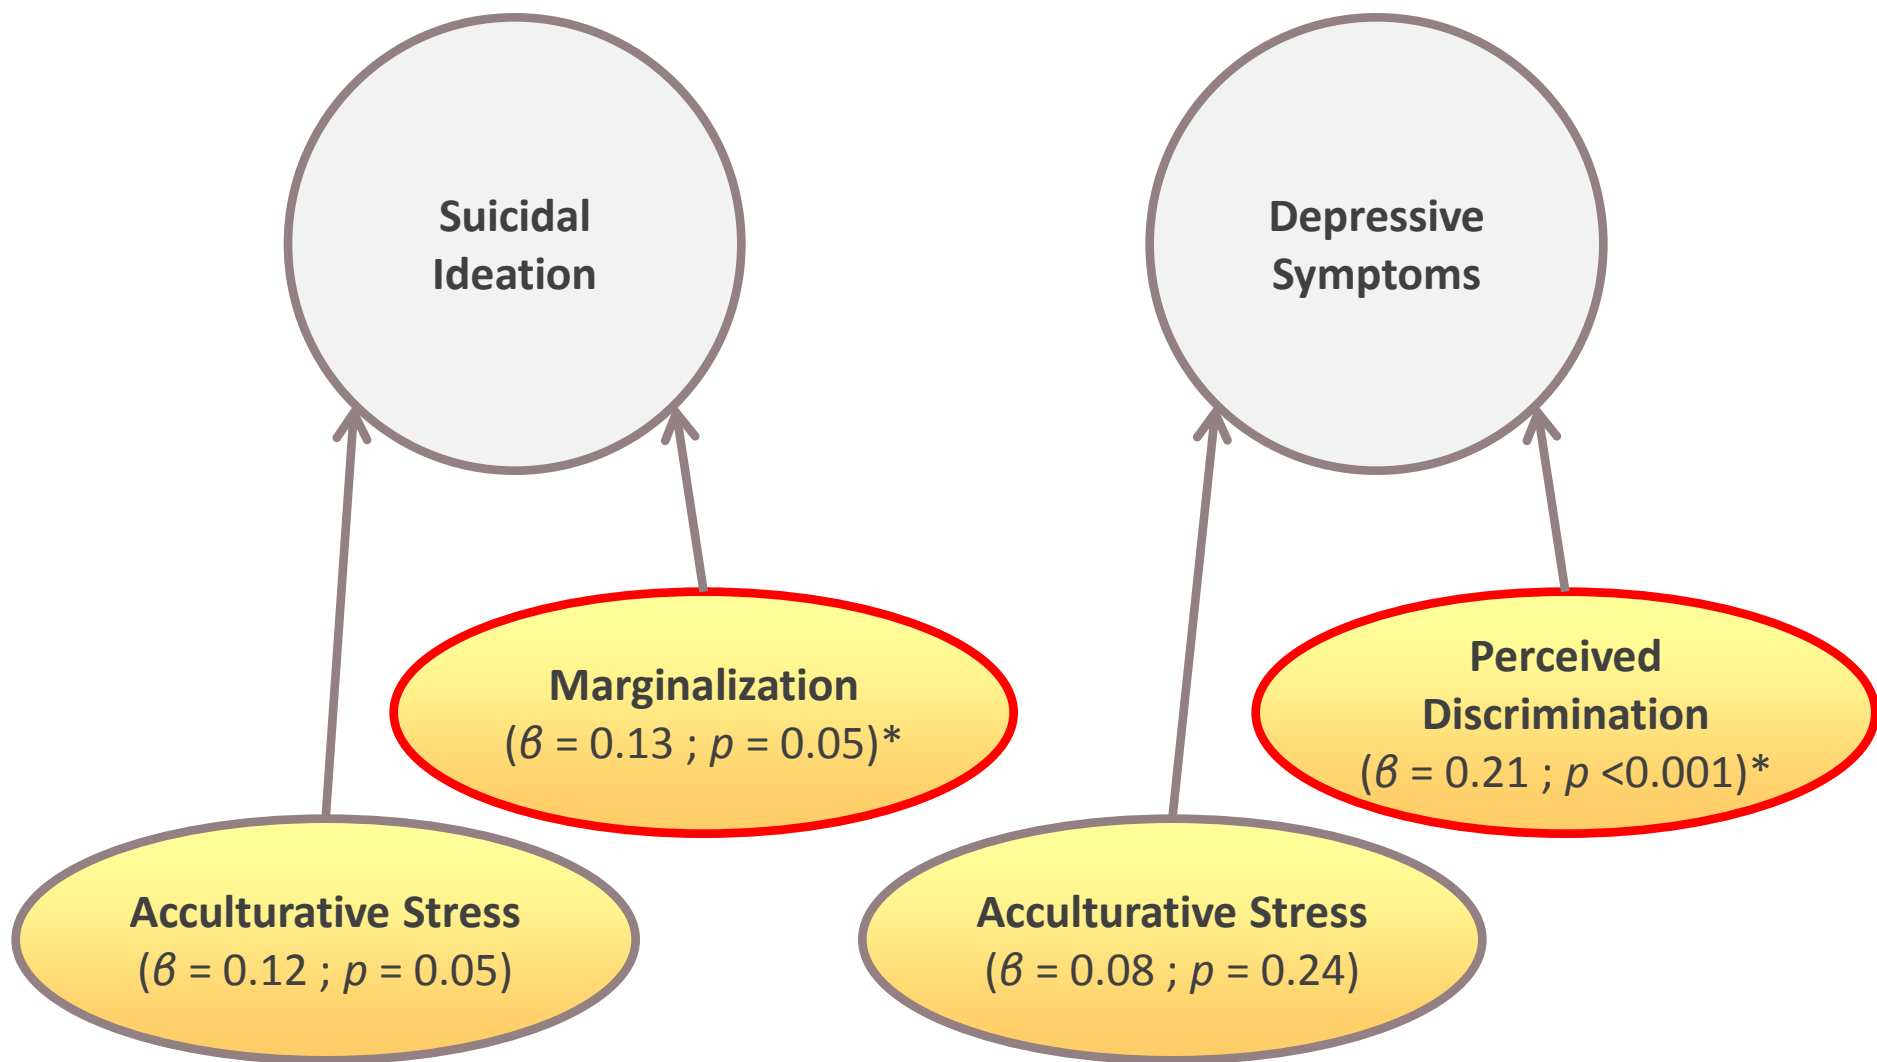 Suicidal
Ideation
Depressive
Symptoms
Marginalization
(β = 0.13 ; p = 0.05)*
Perceived
Discrimination
(β = 0.21 ; p <0.001)*
Acculturative Stress
(β = 0.12 ; p = 0.05)
Acculturative Stress
(β = 0.08 ; p = 0.24)